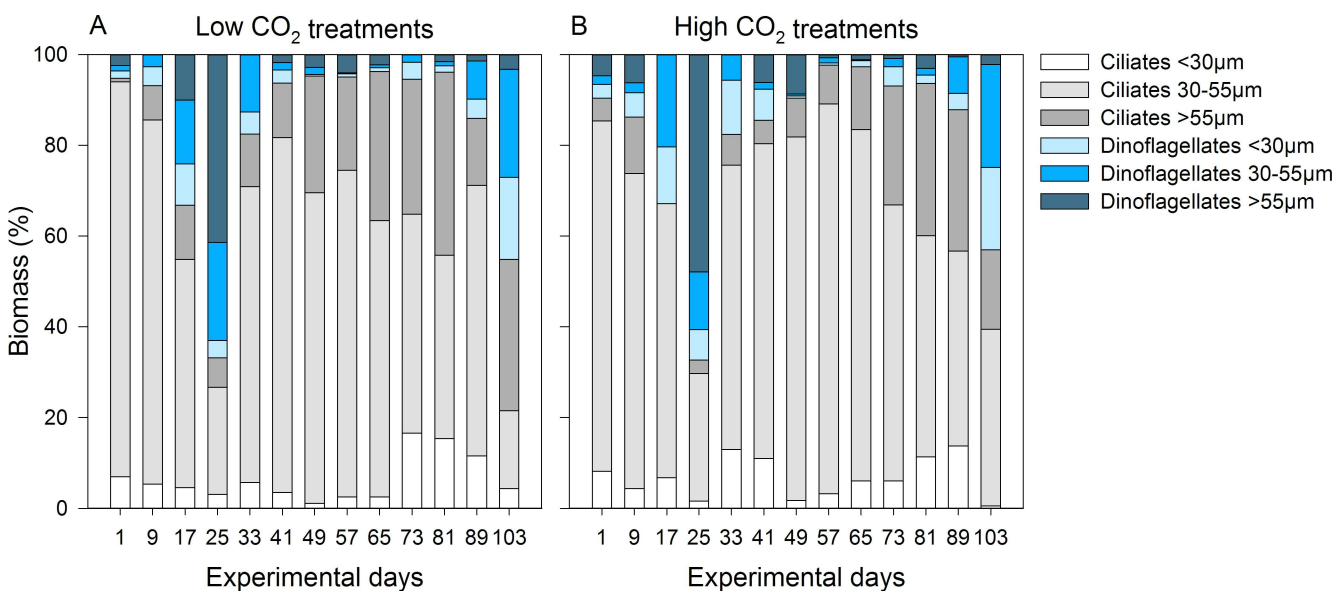 A Low CO₂ treatments
B High CO₂ treatments
Biomass (%)
100
80
60
40
20
0
1 9 17 25 33 41 49 57 65 73 81 89 103
1 9 17 25 33 41 49 57 65 73 81 89 103
Experimental days
Experimental days
Ciliates <30µm
Ciliates 30-55µm
Ciliates >55µm
Dinoflagellates <30µm
Dinoflagellates 30-55µm
Dinoflagellates >55µm